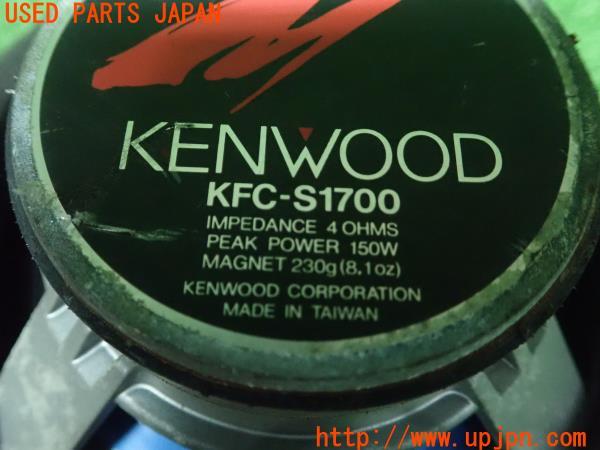 USED PARTS JAPAN
KENWOOD
KFC-S1700
IMPEDANCE 4 OHMS
PEAK POWER 150W
MAGNET 230g (8.1oz)
KENWOOD CORPORATION
MADE IN TAIWAN
http://www.upjpn.com